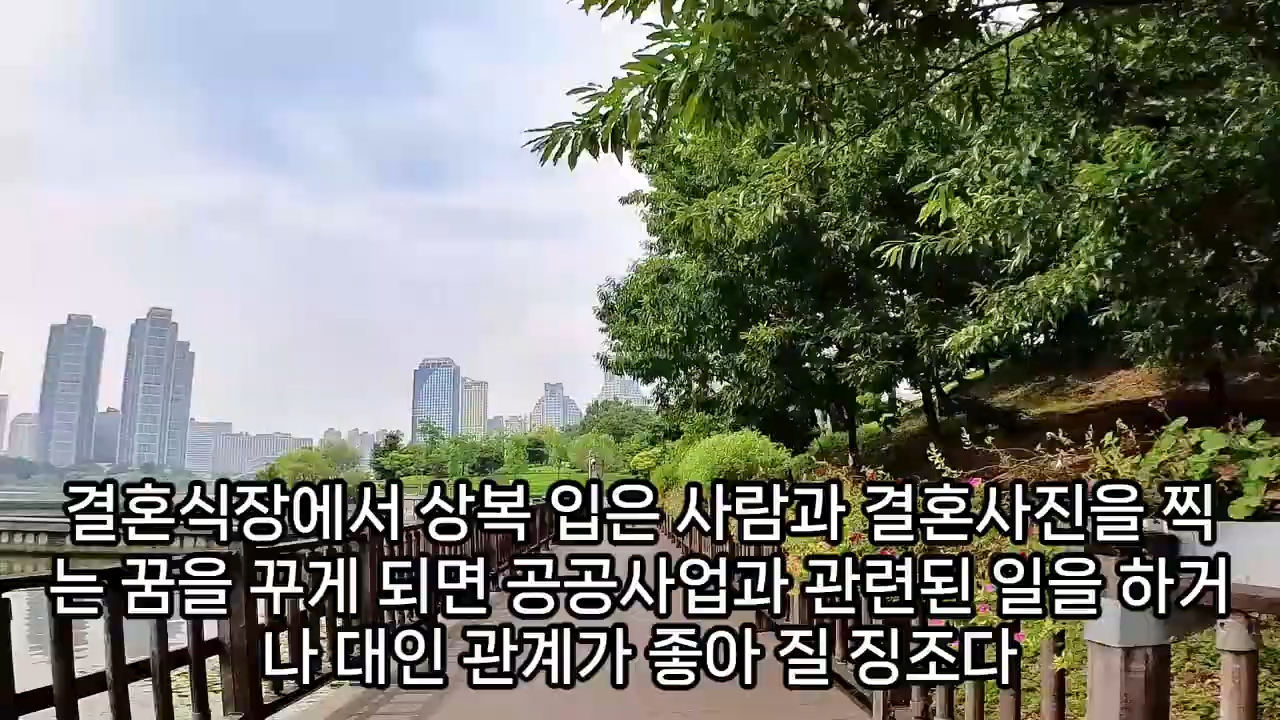 결혼식장에서 상복 입은 사람과 결혼사진을 찍
는 꿈을 꾸게 되면 공공사업과 관련된 일을 하거
나 대인 관계가 좋아 질 징조다